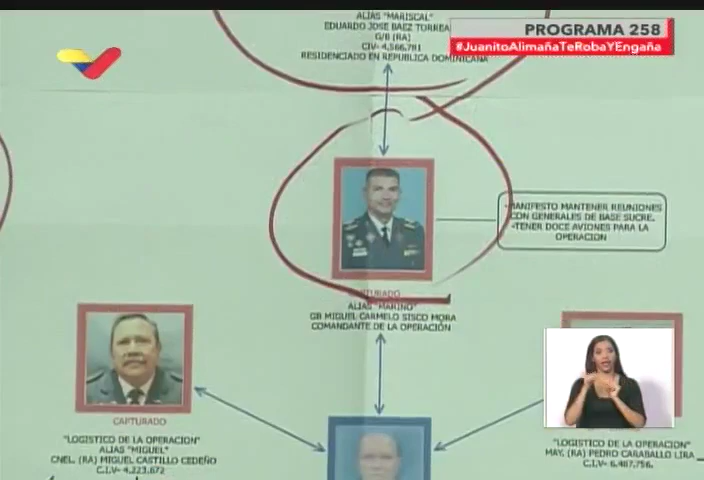 ALIAS "MARISCAL"
EDUARDO JOSE BAEZ TORREA
G/B (RA)
CIV- 4.566.781
RESIDENCIADO EN REPUBLICA DOMINICANA
PROGRAMA 258
#JuanitoAlimañaTeRobaYEngaña
MANIFESTO MANTENER REUNIONES
CON GENERALES DE BASE SUCRE.
-TENER DOCE AVIONES PARA LA
OPERACION
CAPTURADO
ALIAS "MARINO"
GB MIGUEL CARMELO SISCO MORA
COMANDANTE DE LA OPERACIÓN
CAPTURADO
"LOGISTICO DE LA OPERACION"
ALIAS "MIGUEL"
CNEL. (RA) MIGUEL CASTILLO CEDEÑO
C.I.V- 4.223.672
"LOGISTICO DE LA OPERACION"
MAY. (RA) PEDRO CARABALLO LIRA
C.I.V- 6.487.756.